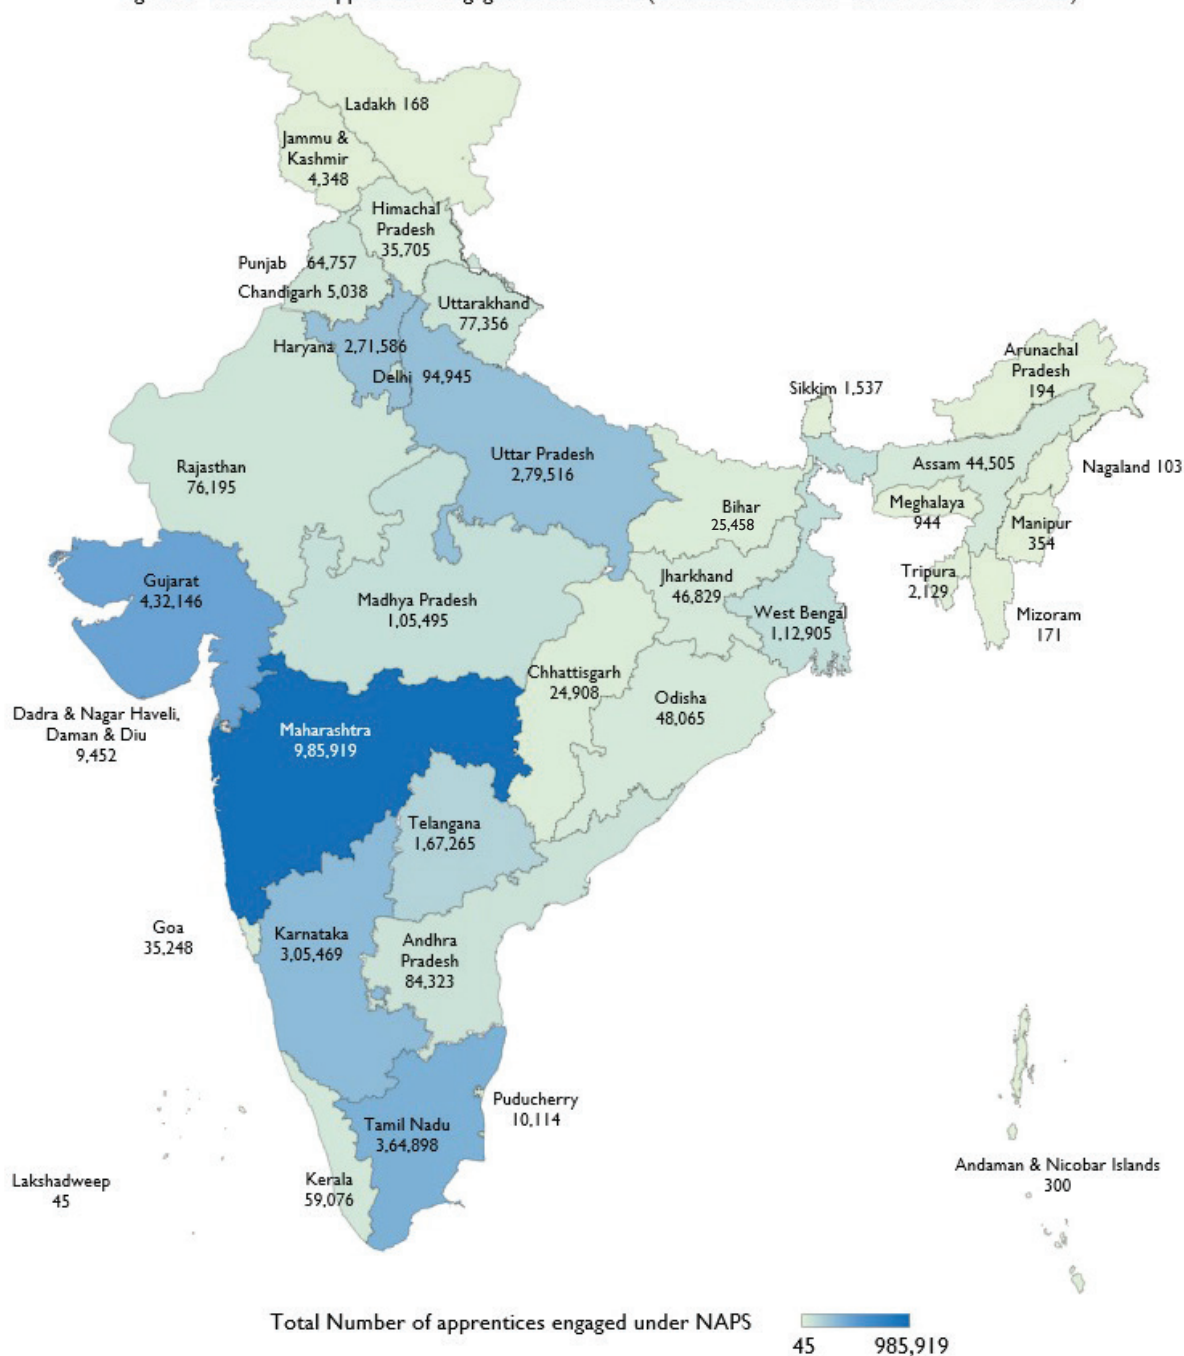 Ladakh 168
Jammu &
Kashmir
4,348
Himachal
Pradesh
35,705
Punjab 64,757
Chandigarh 5,038
Uttarakhand
77,356
Haryana 2,71,586
Delhi 94,945
Arunachal
Pradesh
194
Sikkim 1,537
Rajasthan
76,195
Uttar Pradesh
2,79,516
Assam 44,505
Nagaland 103
Bihar
25,458
Meghalaya
944
Manipur
354
Gujarat
4,32,146
Madhya Pradesh
1,05,495
Jharkhand
46,829
West Bengal
1,12,905
Tripura
2,129
Mizoram
171
Chhattisgarh
24,908
Odisha
48,065
Dadra & Nagar Haveli,
Daman & Diu
9,452
Maharashtra
9,85,919
Telangana
1,67,265
Goa
35,248
Karnataka
3,05,469
Andhra
Pradesh
84,323
Puducherry
10,114
Tamil Nadu
3,64,898
Lakshadweep
45
Kerala
59,076
Andaman & Nicobar Islands
300
Total Number of apprentices engaged under NAPS
45 985,919